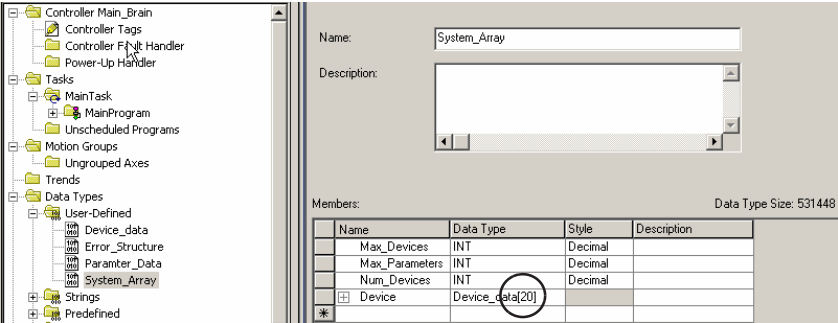 Controller Main_Brain
Controller Tags
Controller Fault Handler
Power-Up Handler
Tasks
MainTask
MainProgram
Unscheduled Programs
Motion Groups
Ungrouped Axes
Trends
Data Types
User-Defined
Device_data
Error_Structure
Paramter_Data
System_Array
Strings
Predefined
Name: System_Array
Description:
Members: Data Type Size: 531448
Name Data Type Style Description
Max_Devices INT Decimal
Max_Parameters INT Decimal
Num_Devices INT Decimal
Device Device_data[20]